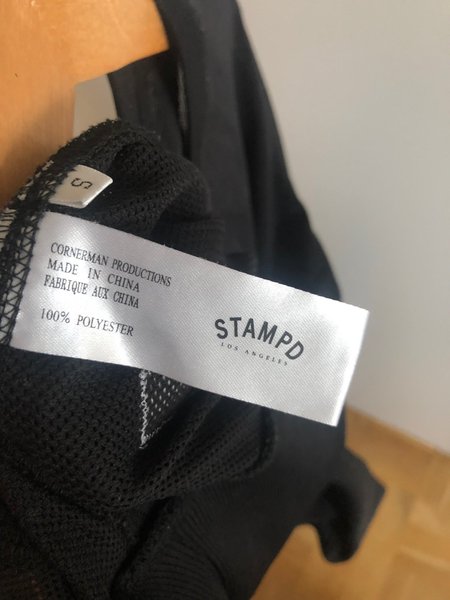 S
CORNERMAN PRODUCTIONS
MADE IN CHINA
FABRIQUE AUX CHINA
100% POLYESTER
STAMPD
LOS ANGELES